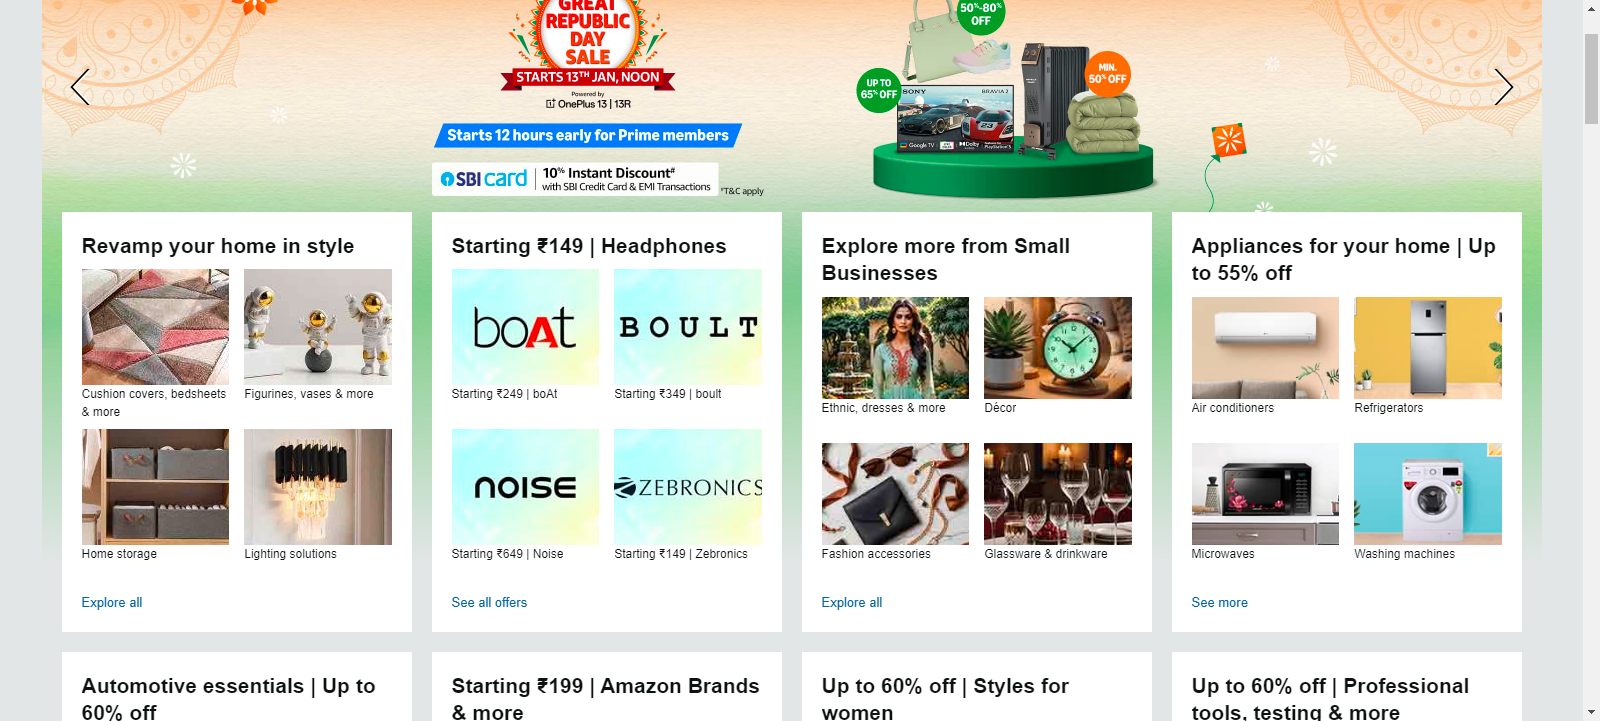 GREAT
REPUBLIC
DAY
SALE
STARTS 13TH JAN, NOON
Powered by
OnePlus 13 | 13R
Starts 12 hours early for Prime members
SBI card
10% Instant Discount#
with SBI Credit Card & EMI Transactions
#T&C apply
50%-80%
OFF
UP TO
65% OFF
MIN.
50% OFF
SONY
BRAVIA 2
Google TV
Dolby
Revamp your home in style
Cushion covers, bedsheets
& more
Figurines, vases & more
Home storage
Lighting solutions
Explore all
Starting ₹149 | Headphones
boAt
BOULT
Starting ₹249 | boAt
Starting ₹349 | boult
NOISE
ZEBRONICS
Starting ₹649 | Noise
Starting ₹149 | Zebronics
See all offers
Explore more from Small
Businesses
Ethnic, dresses & more
Décor
Fashion accessories
Glassware & drinkware
Explore all
Appliances for your home | Up
to 55% off
Air conditioners
Refrigerators
Microwaves
Washing machines
See more
Automotive essentials | Up to
60% off
Starting ₹199 | Amazon Brands
& more
Up to 60% off | Styles for
women
Up to 60% off | Professional
tools, testing & more